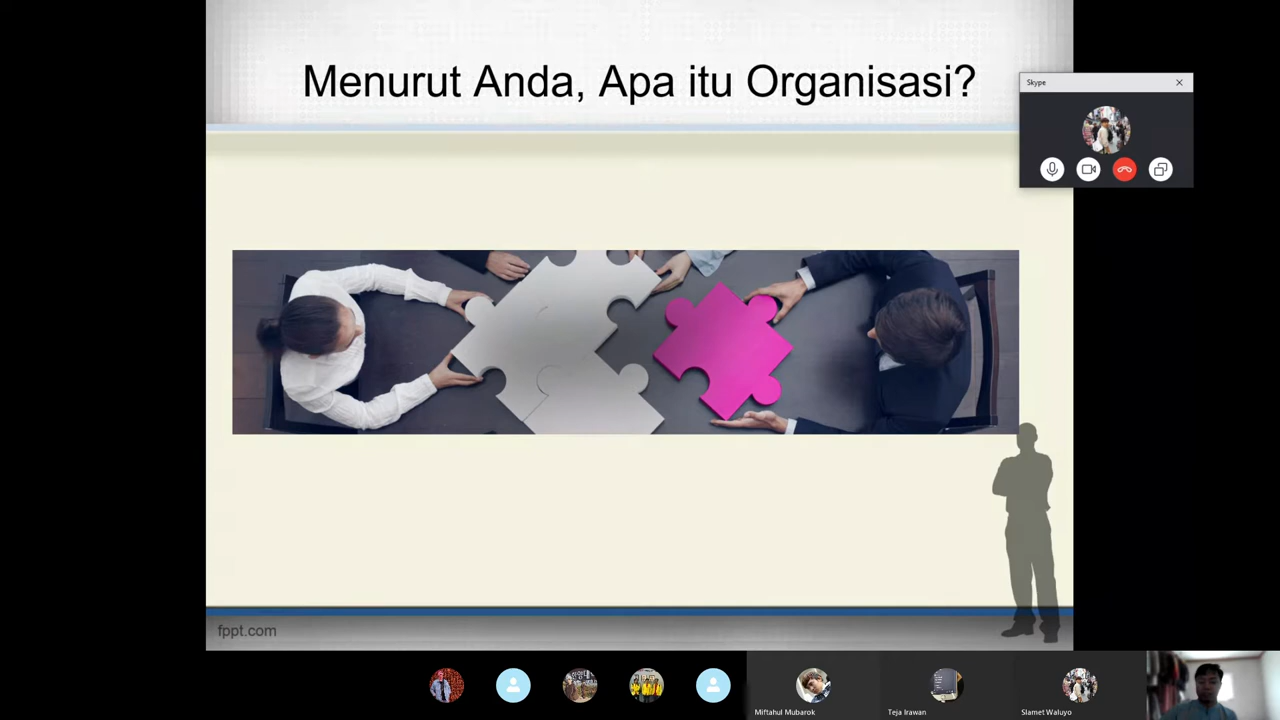 Menurut Anda, Apa itu Organisasi?
Skype
fppt.com
Miftahul Mubarok
Teja Irawan
Slamet Waluyo